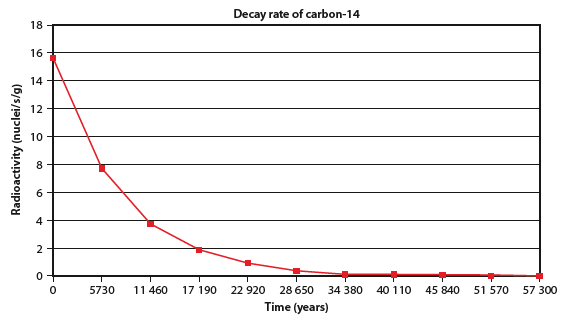 Decay rate of carbon-14
Radioactivity (nuclei/s/g)
18
16
14
12
10
8
6
4
2
0
0 5730 11 460 17 190 22 920 28 650 34 380 40 110 45 840 51 570 57 300
Time (years)